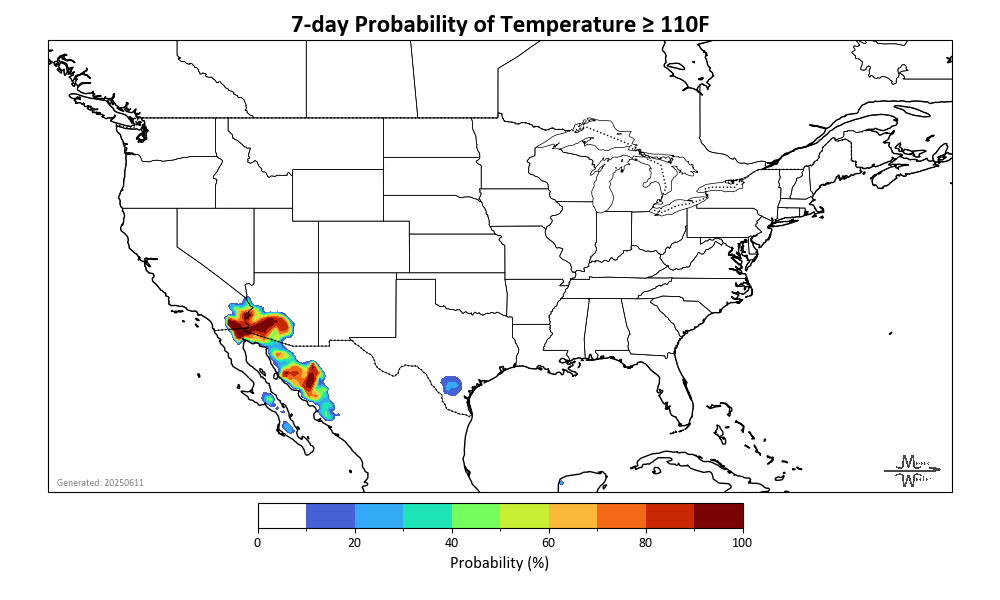 7-day Probability of Temperature ≥ 110F
Generated: 20250611
0 20 40 60 80 100
Probability (%)